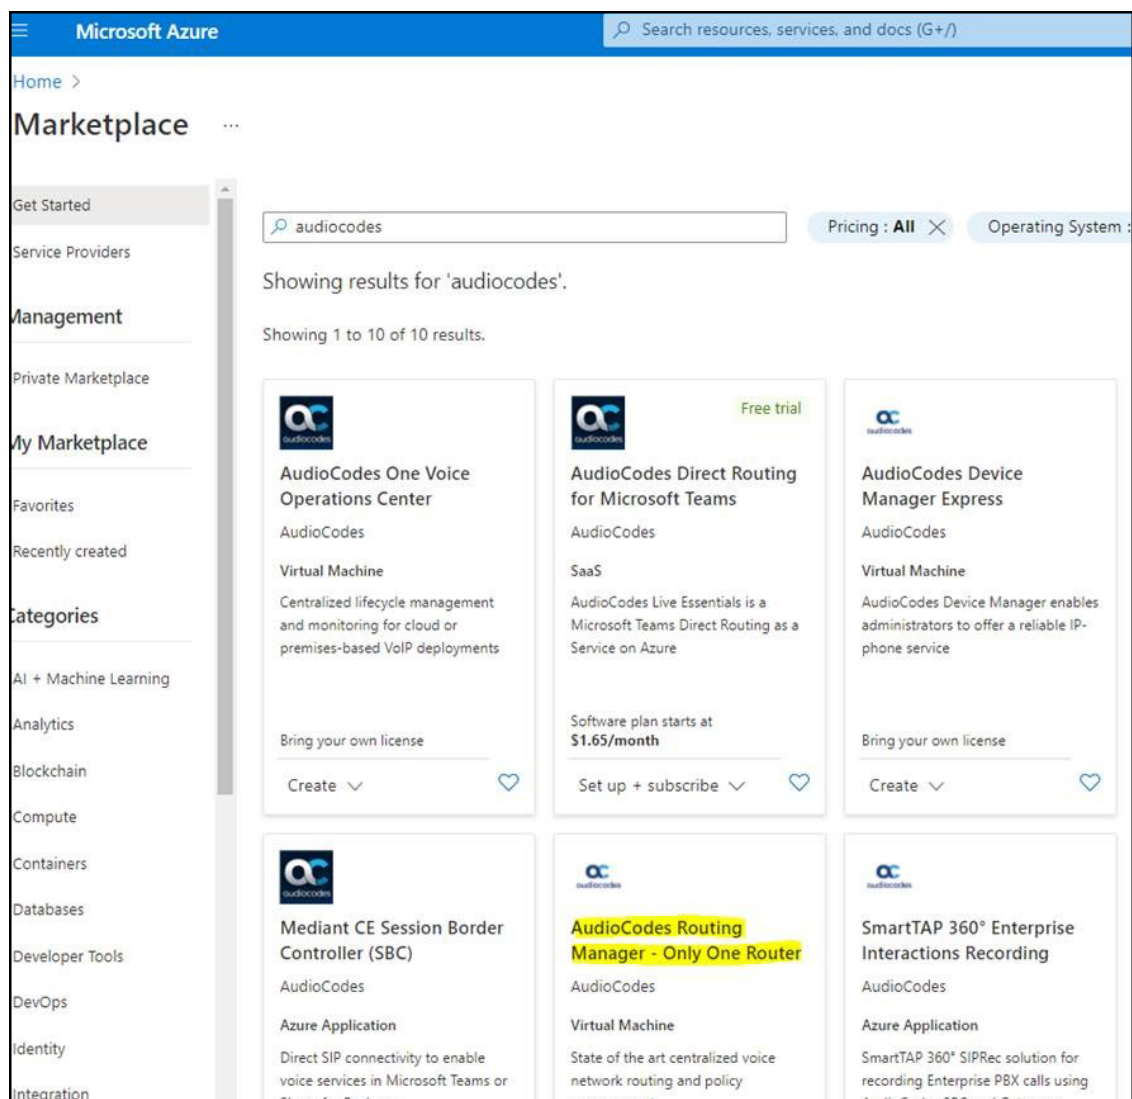 Microsoft Azure
Search resources, services, and docs (G+/)
Home >
Marketplace ...
Get Started
Service Providers
Management
Private Marketplace
My Marketplace
Favorites
Recently created
Categories
AI + Machine Learning
Analytics
Blockchain
Compute
Containers
Databases
Developer Tools
DevOps
Identity
Integration
audiocodes
Pricing : All
Operating System :
Showing results for 'audiocodes'.
Showing 1 to 10 of 10 results.
audiocodes
AudioCodes One Voice
Operations Center
AudioCodes
Virtual Machine
Centralized lifecycle management
and monitoring for cloud or
premises-based VoIP deployments
Bring your own license
Create
audiocodes
Free trial
AudioCodes Direct Routing
for Microsoft Teams
AudioCodes
SaaS
AudioCodes Live Essentials is a
Microsoft Teams Direct Routing as a
Service on Azure
Software plan starts at
$1.65/month
Set up + subscribe
audiocodes
AudioCodes Device
Manager Express
AudioCodes
Virtual Machine
AudioCodes Device Manager enables
administrators to offer a reliable IP-
phone service
Bring your own license
Create
audiocodes
Mediant CE Session Border
Controller (SBC)
AudioCodes
Azure Application
Direct SIP connectivity to enable
voice services in Microsoft Teams or
audiocodes
AudioCodes Routing
Manager - Only One Router
AudioCodes
Virtual Machine
State of the art centralized voice
network routing and policy
audiocodes
SmartTAP 360° Enterprise
Interactions Recording
AudioCodes
Azure Application
SmartTAP 360° SIPRec solution for
recording Enterprise PBX calls using